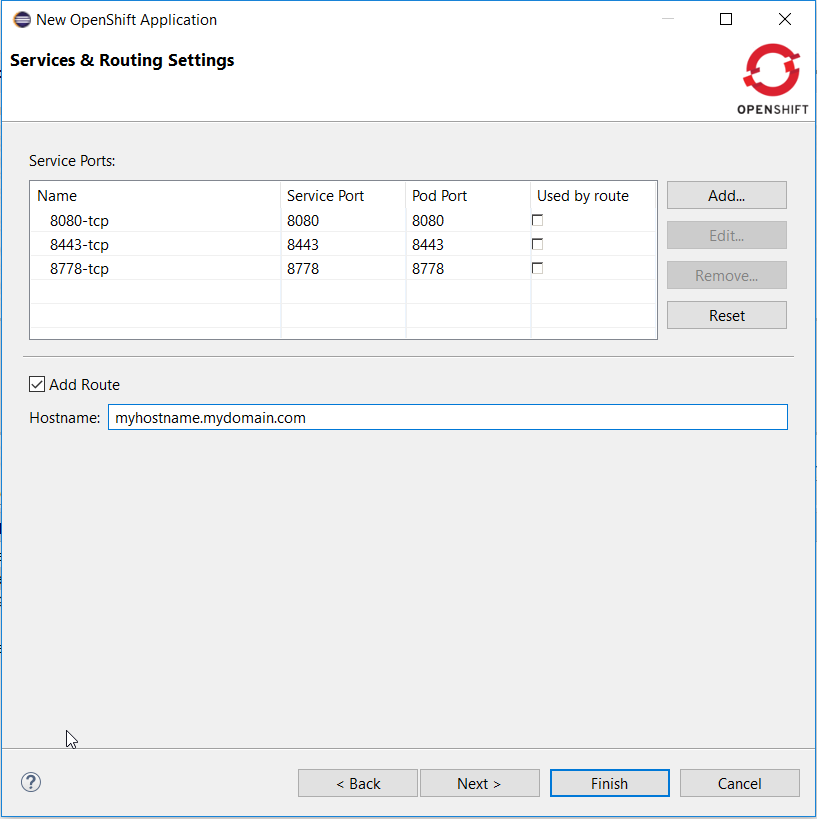 New OpenShift Application
Services & Routing Settings
OPENSHIFT
Service Ports:
Name Service Port Pod Port Used by route
8080-tcp 8080 8080
8443-tcp 8443 8443
8778-tcp 8778 8778
Add...
Edit...
Remove...
Reset
Add Route
Hostname: myhostname.mydomain.com
? < Back Next > Finish Cancel